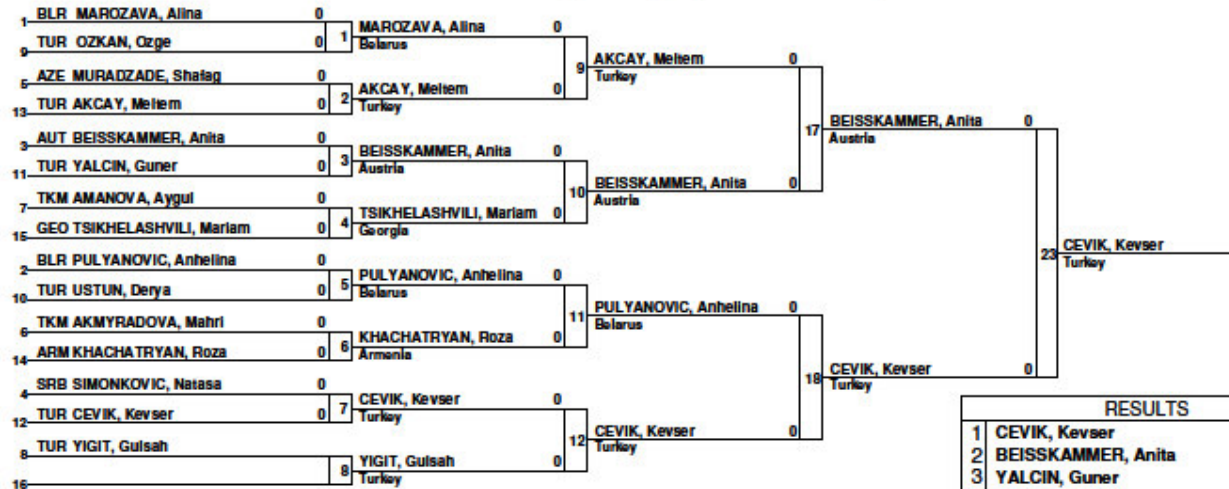 1 BLR MAROZAVA, Alina 0
9 TUR OZKAN, Ozge 0
1 MAROZAVA, Alina 0
Belarus
5 AZE MURADZADE, Shafag 0
13 TUR AKCAY, Meltem 0
2 AKCAY, Meltem 0
Turkey
9 AKCAY, Meltem 0
Turkey
3 AUT BEISSKAMMER, Anita 0
11 TUR YALCIN, Guner 0
3 BEISSKAMMER, Anita 0
Austria
7 TKM AMANOVA, Aygul 0
15 GEO TSIKHELASHVILI, Mariam 0
4 TSIKHELASHVILI, Mariam 0
Georgia
10 BEISSKAMMER, Anita 0
Austria
17 BEISSKAMMER, Anita 0
Austria
2 BLR PULYANOVIC, Anhelina 0
10 TUR USTUN, Derya 0
5 PULYANOVIC, Anhelina 0
Belarus
6 TKM AKMYRADOVA, Mahri 0
14 ARM KHACHATRYAN, Roza 0
6 KHACHATRYAN, Roza 0
Armenia
11 PULYANOVIC, Anhelina 0
Belarus
4 SRB SIMONKOVIC, Natasa 0
12 TUR CEVIK, Kevser 0
7 CEVIK, Kevser 0
Turkey
8 TUR YIGIT, Gulsah
16
8 YIGIT, Gulsah 0
Turkey
12 CEVIK, Kevser 0
Turkey
18 CEVIK, Kevser 0
Turkey
23 CEVIK, Kevser
Turkey
RESULTS
1 CEVIK, Kevser
2 BEISSKAMMER, Anita
3 YALCIN, Guner